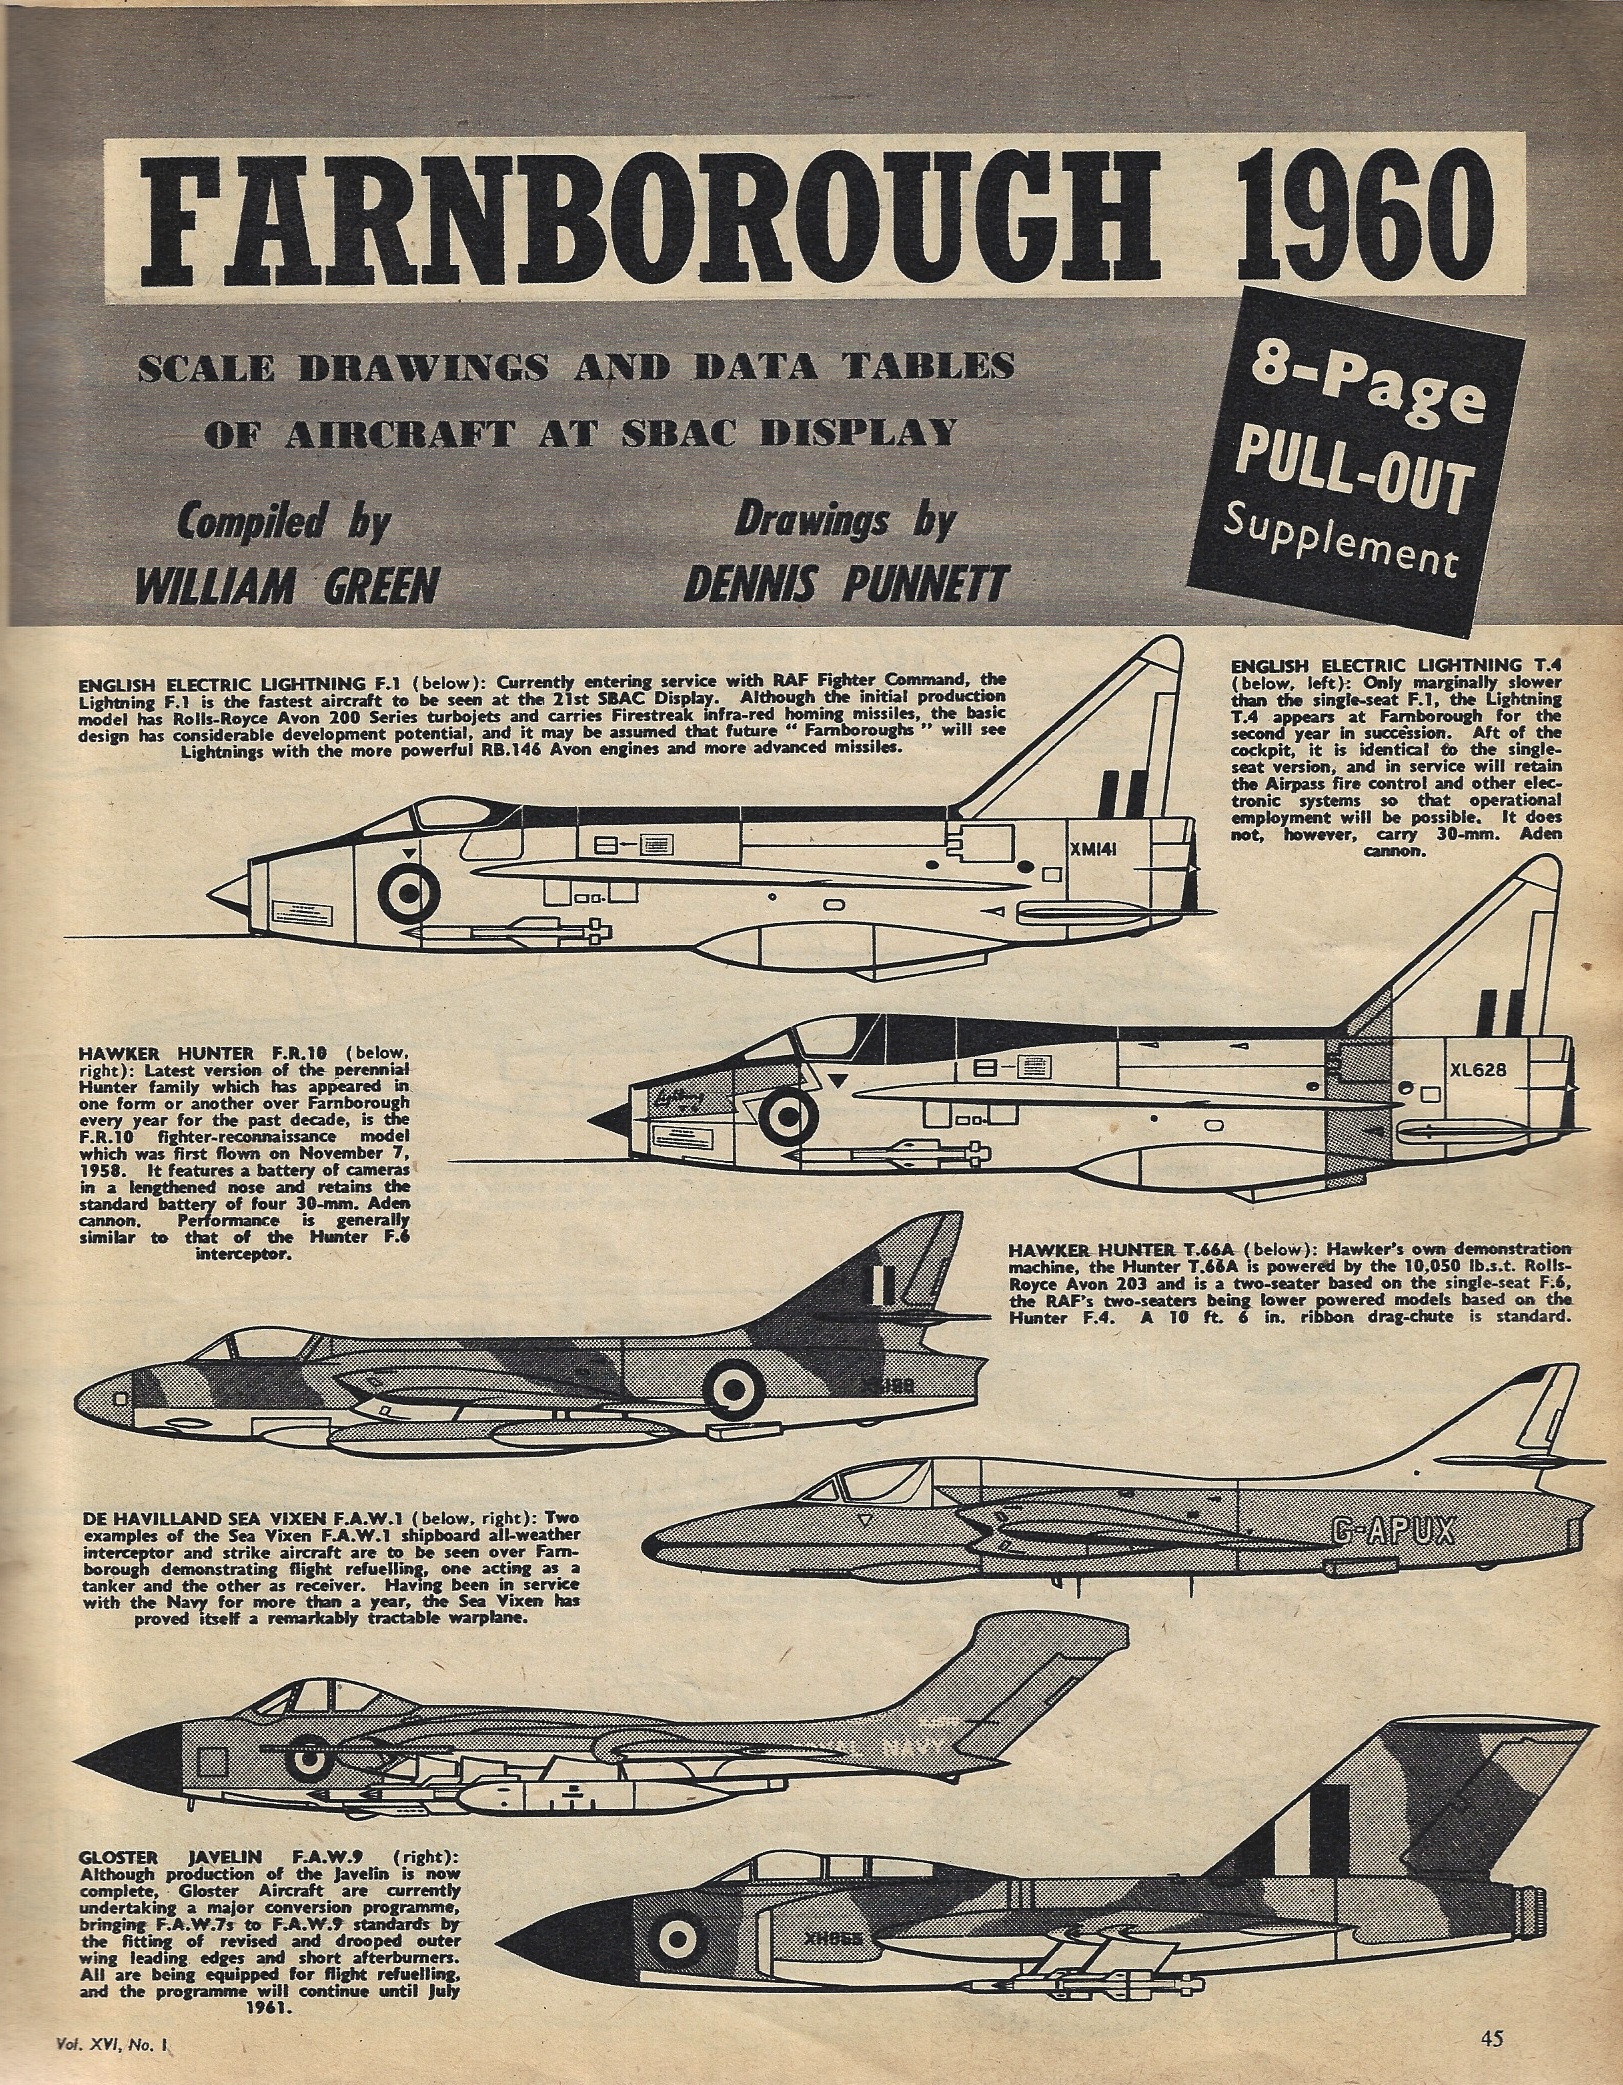 FARNBOROUGH 1960
SCALE DRAWINGS AND DATA TABLES
OF AIRCRAFT AT SBAC DISPLAY
Compiled by
WILLIAM GREEN
Drawings by
DENNIS PUNNETT
8-Page
PULL-OUT
Supplement
ENGLISH ELECTRIC LIGHTNING F.1 (below): Currently entering service with RAF Fighter Command, the
Lightning F.1 is the fastest aircraft to be seen at the 21st SBAC Display. Although the initial production
model has Rolls-Royce Avon 200 Series turbojets and carries Firestreak infra-red homing missiles, the basic
design has considerable development potential, and it may be assumed that future “ Farnboroughs ” will see
Lightnings with the more powerful RB.146 Avon engines and more advanced missiles.
ENGLISH ELECTRIC LIGHTNING T.4
(below, left): Only marginally slower
than the single-seat F.1, the Lightning
T.4 appears at Farnborough for the
second year in succession. Aft of the
cockpit, it is identical to the single-
seat version, and in service will retain
the Airpass fire control and other elec-
tronic systems so that operational
employment will be possible. It does
not, however, carry 30-mm. Aden
cannon.
XM141
XL628
Lightning
HAWKER HUNTER F.R.10 (below,
right): Latest version of the perennial
Hunter family which has appeared in
one form or another over Farnborough
every year for the past decade, is the
F.R.10 fighter-reconnaissance model
which was first flown on November 7,
1958. It features a battery of cameras
in a lengthened nose and retains the
standard battery of four 30-mm. Aden
cannon. Performance is generally
similar to that of the Hunter F.6
interceptor.
HAWKER HUNTER T.66A (below): Hawker's own demonstration
machine, the Hunter T.66A is powered by the 10,050 lb.s.t. Rolls-
Royce Avon 203 and is a two-seater based on the single-seat F.6,
the RAF's two-seaters being lower powered models based on the
Hunter F.4. A 10 ft. 6 in. ribbon drag-chute is standard.
G-APUX
DE HAVILLAND SEA VIXEN F.A.W.1 (below, right): Two
examples of the Sea Vixen F.A.W.1 shipboard all-weather
interceptor and strike aircraft are to be seen over Farn-
borough demonstrating flight refuelling, one acting as a
tanker and the other as receiver. Having been in service
with the Navy for more than a year, the Sea Vixen has
proved itself a remarkably tractable warplane.
NAVY
GLOSTER JAVELIN F.A.W.9 (right):
Although production of the Javelin is now
complete, Gloster Aircraft are currently
undertaking a major conversion programme,
bringing F.A.W.7s to F.A.W.9 standards by
the fitting of revised and drooped outer
wing leading edges and short afterburners.
All are being equipped for flight refuelling,
and the programme will continue until July
1961.
Vol. XVI, No. 1
45